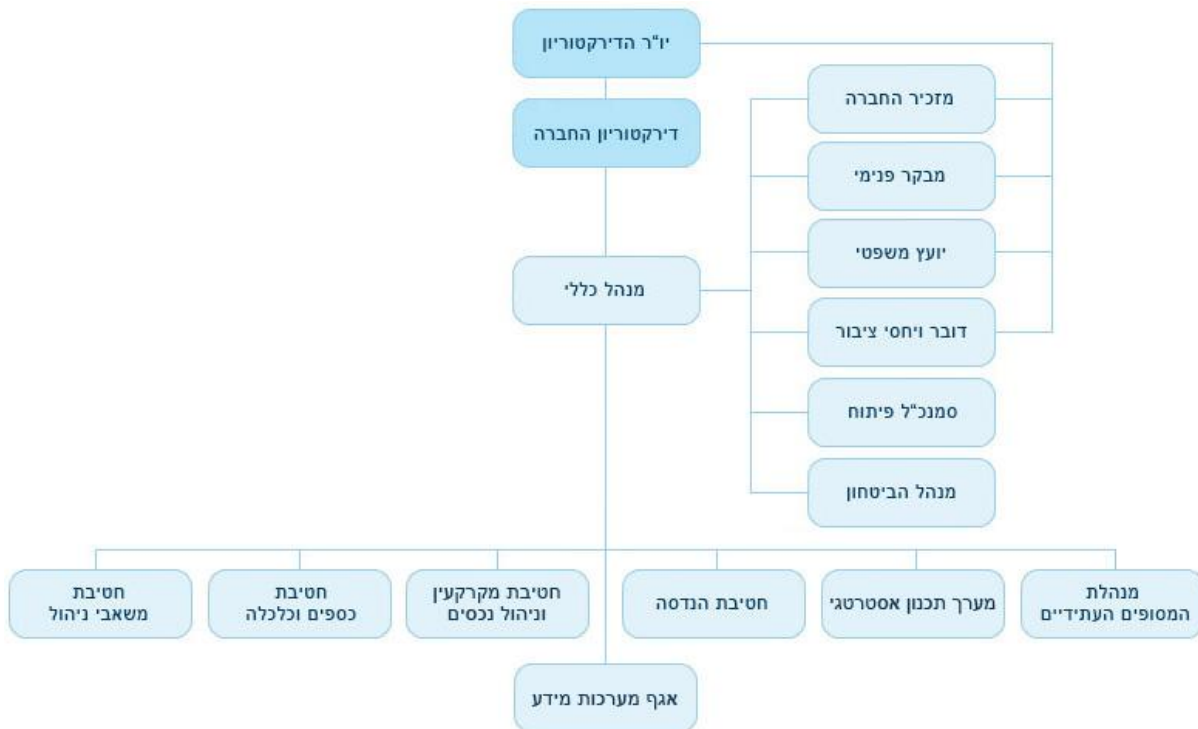 יו"ר הדירקטוריון
דירקטוריון החברה
מזכיר החברה
מבקר פנימי
יועץ משפטי
מנהל כללי
דובר ויחסי ציבור
סמנכ"ל פיתוח
מנהל הביטחון
מנהלת
המסופים העתידיים
מערך תכנון אסטרטגי
חטיבת הנדסה
חטיבת מקרקעין
וניהול נכסים
חטיבת
כספים וכלכלה
חטיבת
משאבי ניהול
אגף מערכות מידע